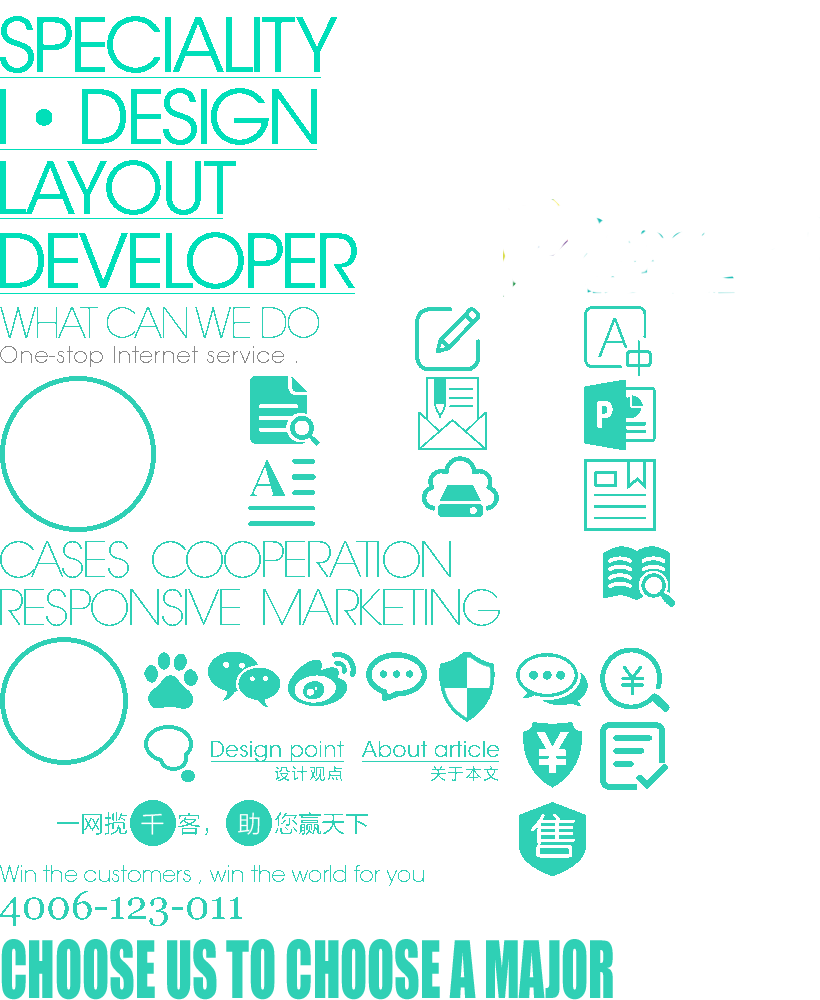 SPECIALITY
I • DESIGN
LAYOUT
DEVELOPER
WHAT CAN WE DO
One-stop Internet service .
A 中
P
A
CASES COOPERATION
RESPONSIVE MARKETING
¥
Design point About article
设计观点 关于本文
¥
一网揽千客，助您赢天下
售
Win the customers , win the world for you
4006-123-011
CHOOSE US TO CHOOSE A MAJOR